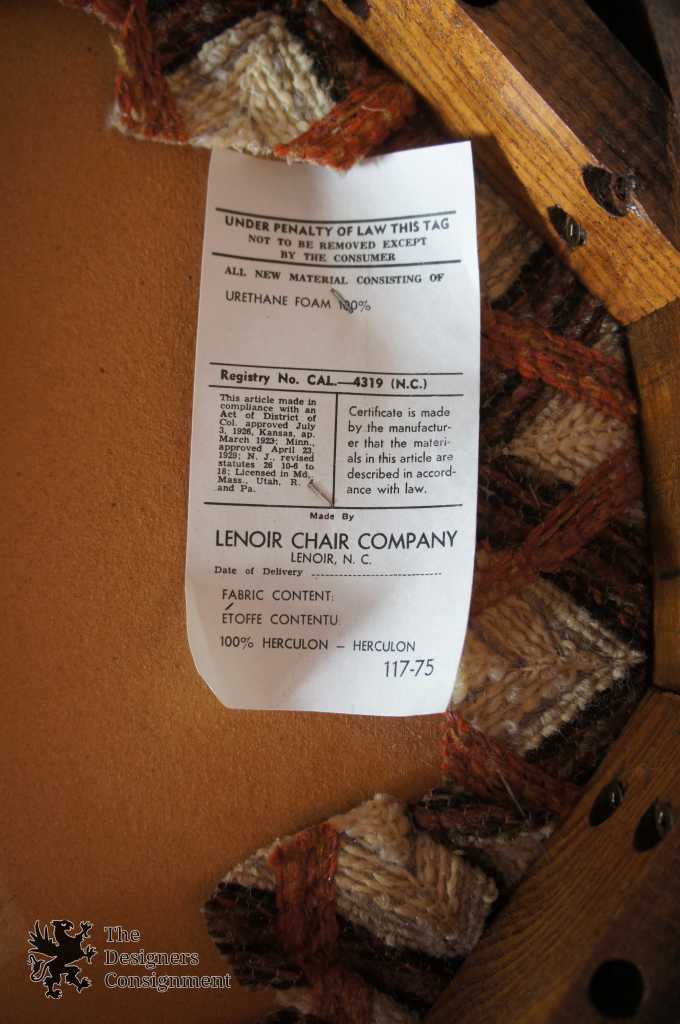 UNDER PENALTY OF LAW THIS TAG
NOT TO BE REMOVED EXCEPT
BY THE CONSUMER
ALL NEW MATERIAL CONSISTING OF
URETHANE FOAM 100%
Registry No. CAL.—4319 (N.C.)
This article made in
compliance with an
Act of District of
Col. approved July
3, 1926, Kansas, ap.
March 1923; Minn.,
approved April 23,
1929; N. J., revised
statutes 26 10-6 to
18; Licensed in Md.,
Mass., Utah, R.
and Pa.
Certificate is made
by the manufactur-
er that the materi-
als in this article are
described in accord-
ance with law.
Made By
LENOIR CHAIR COMPANY
LENOIR, N. C.
Date of Delivery
FABRIC CONTENT:
ETOFFE CONTENTU:
100% HERCULON — HERCULON
117-75
The
Designers
Consignment